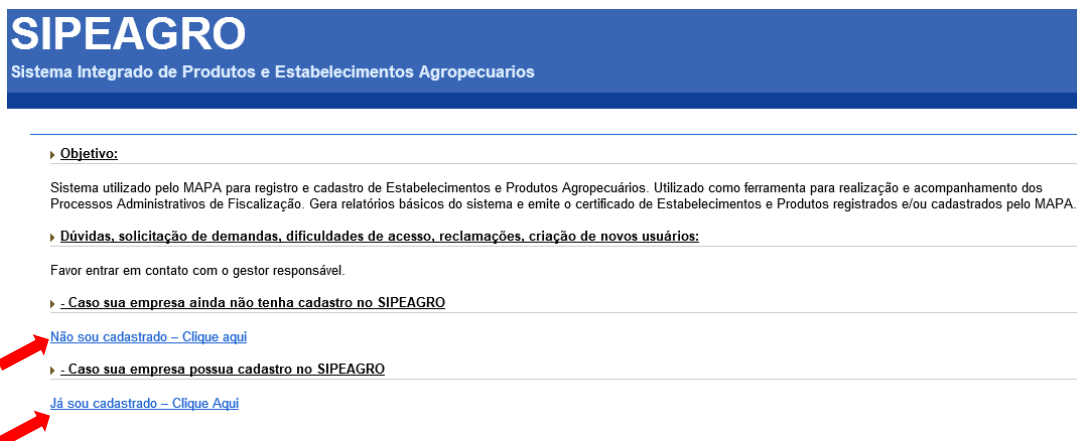 SIPEAGRO
Sistema Integrado de Produtos e Estabelecimentos Agropecuarios
Objetivo:
Sistema utilizado pelo MAPA para registro e cadastro de Estabelecimentos e Produtos Agropecuários. Utilizado como ferramenta para realização e acompanhamento dos
Processos Administrativos de Fiscalização. Gera relatórios básicos do sistema e emite o certificado de Estabelecimentos e Produtos registrados e/ou cadastrados pelo MAPA.
Dúvidas, solicitação de demandas, dificuldades de acesso, reclamações, criação de novos usuários:
Favor entrar em contato com o gestor responsável.
- Caso sua empresa ainda não tenha cadastro no SIPEAGRO
Não sou cadastrado – Clique aqui
- Caso sua empresa possua cadastro no SIPEAGRO
Já sou cadastrado – Clique Aqui